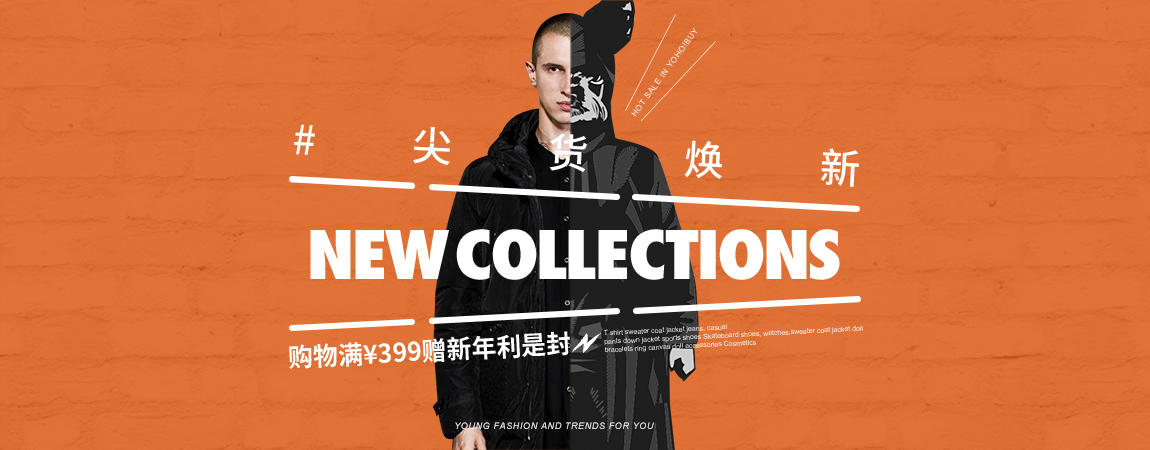 HOT SALE IN YOHO!BUY
#尖货焕新
NEW COLLECTIONS
购物满¥399赠新年利是封
T shirt sweater coat jacket jeans, casual
pants down jacket sports shoes Skateboard shoes, watches,sweater coat jacket doll
bracelets ring canvas doll accessories Cosmetics
YOUNG FASHION AND TRENDS FOR YOU